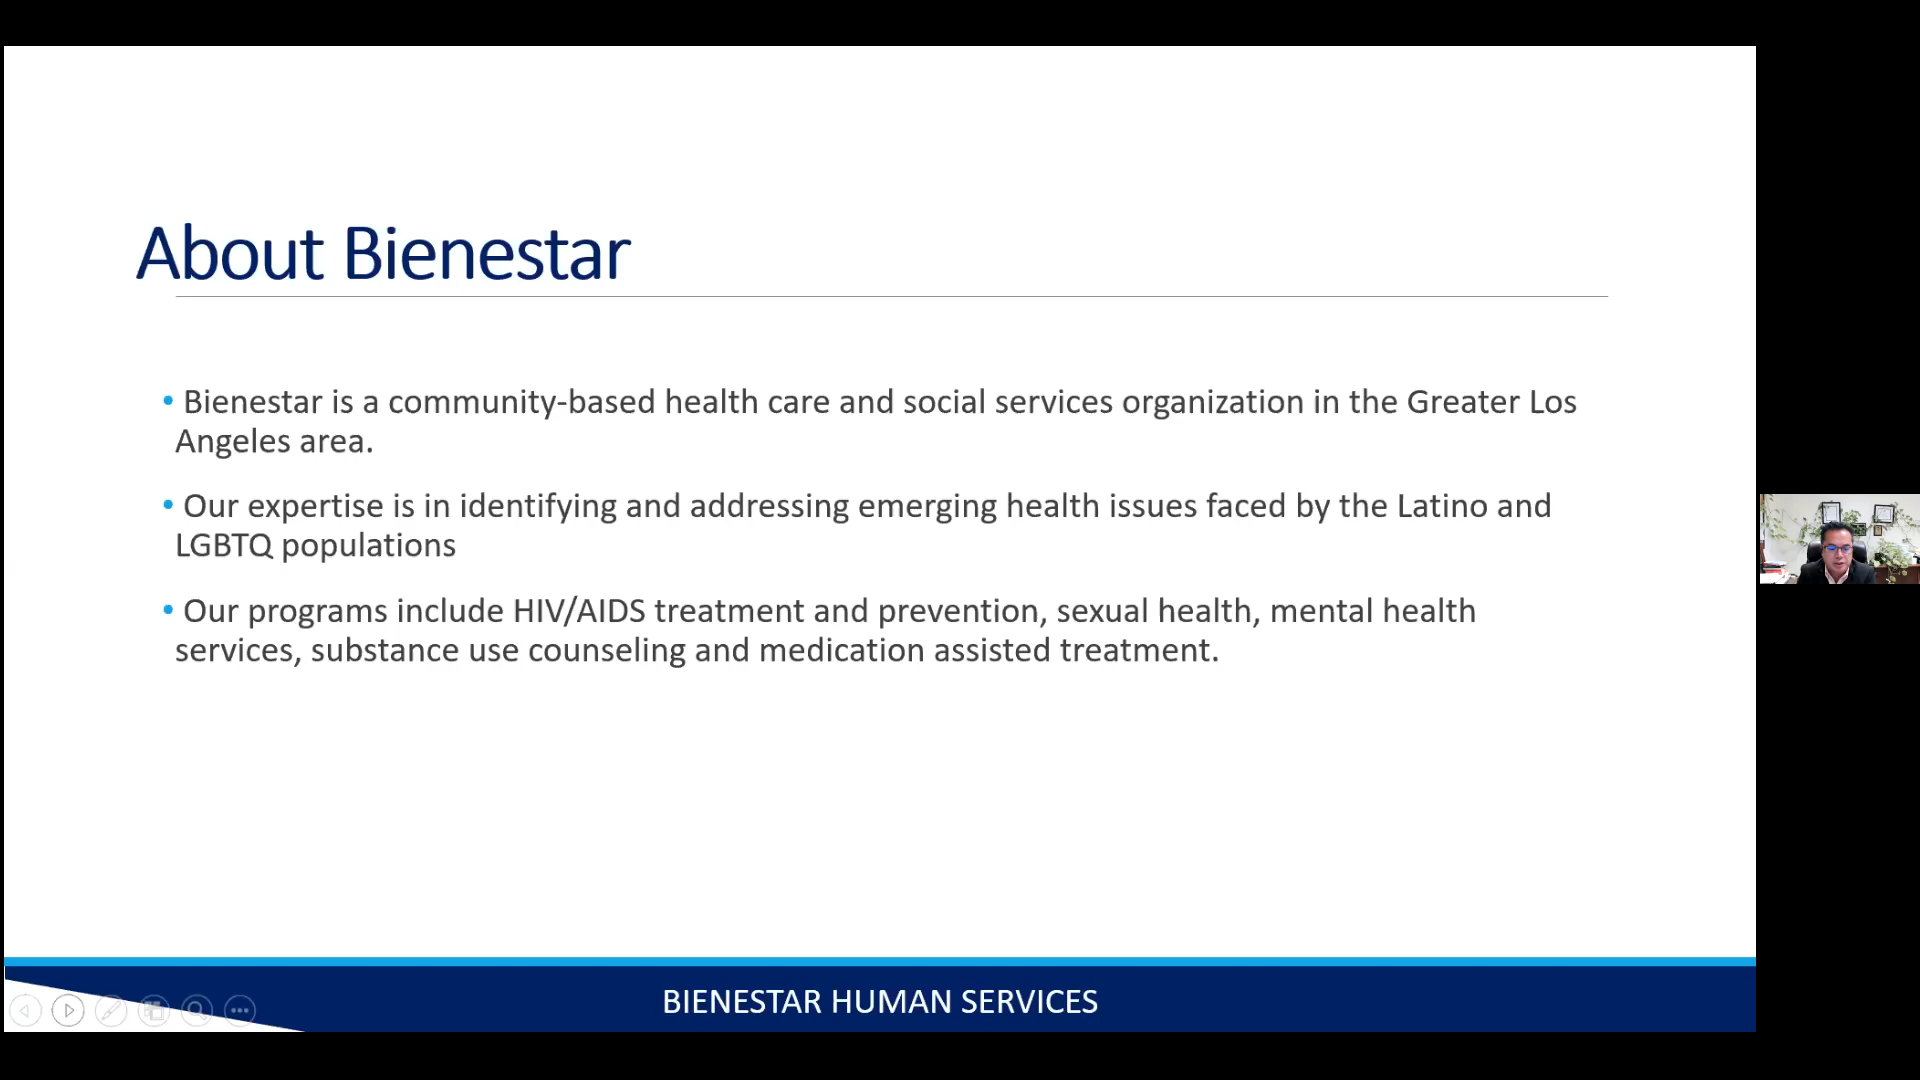 About Bienestar
• Bienestar is a community-based health care and social services organization in the Greater Los
Angeles area.
• Our expertise is in identifying and addressing emerging health issues faced by the Latino and
LGBTQ populations
• Our programs include HIV/AIDS treatment and prevention, sexual health, mental health
services, substance use counseling and medication assisted treatment.
BIENESTAR HUMAN SERVICES